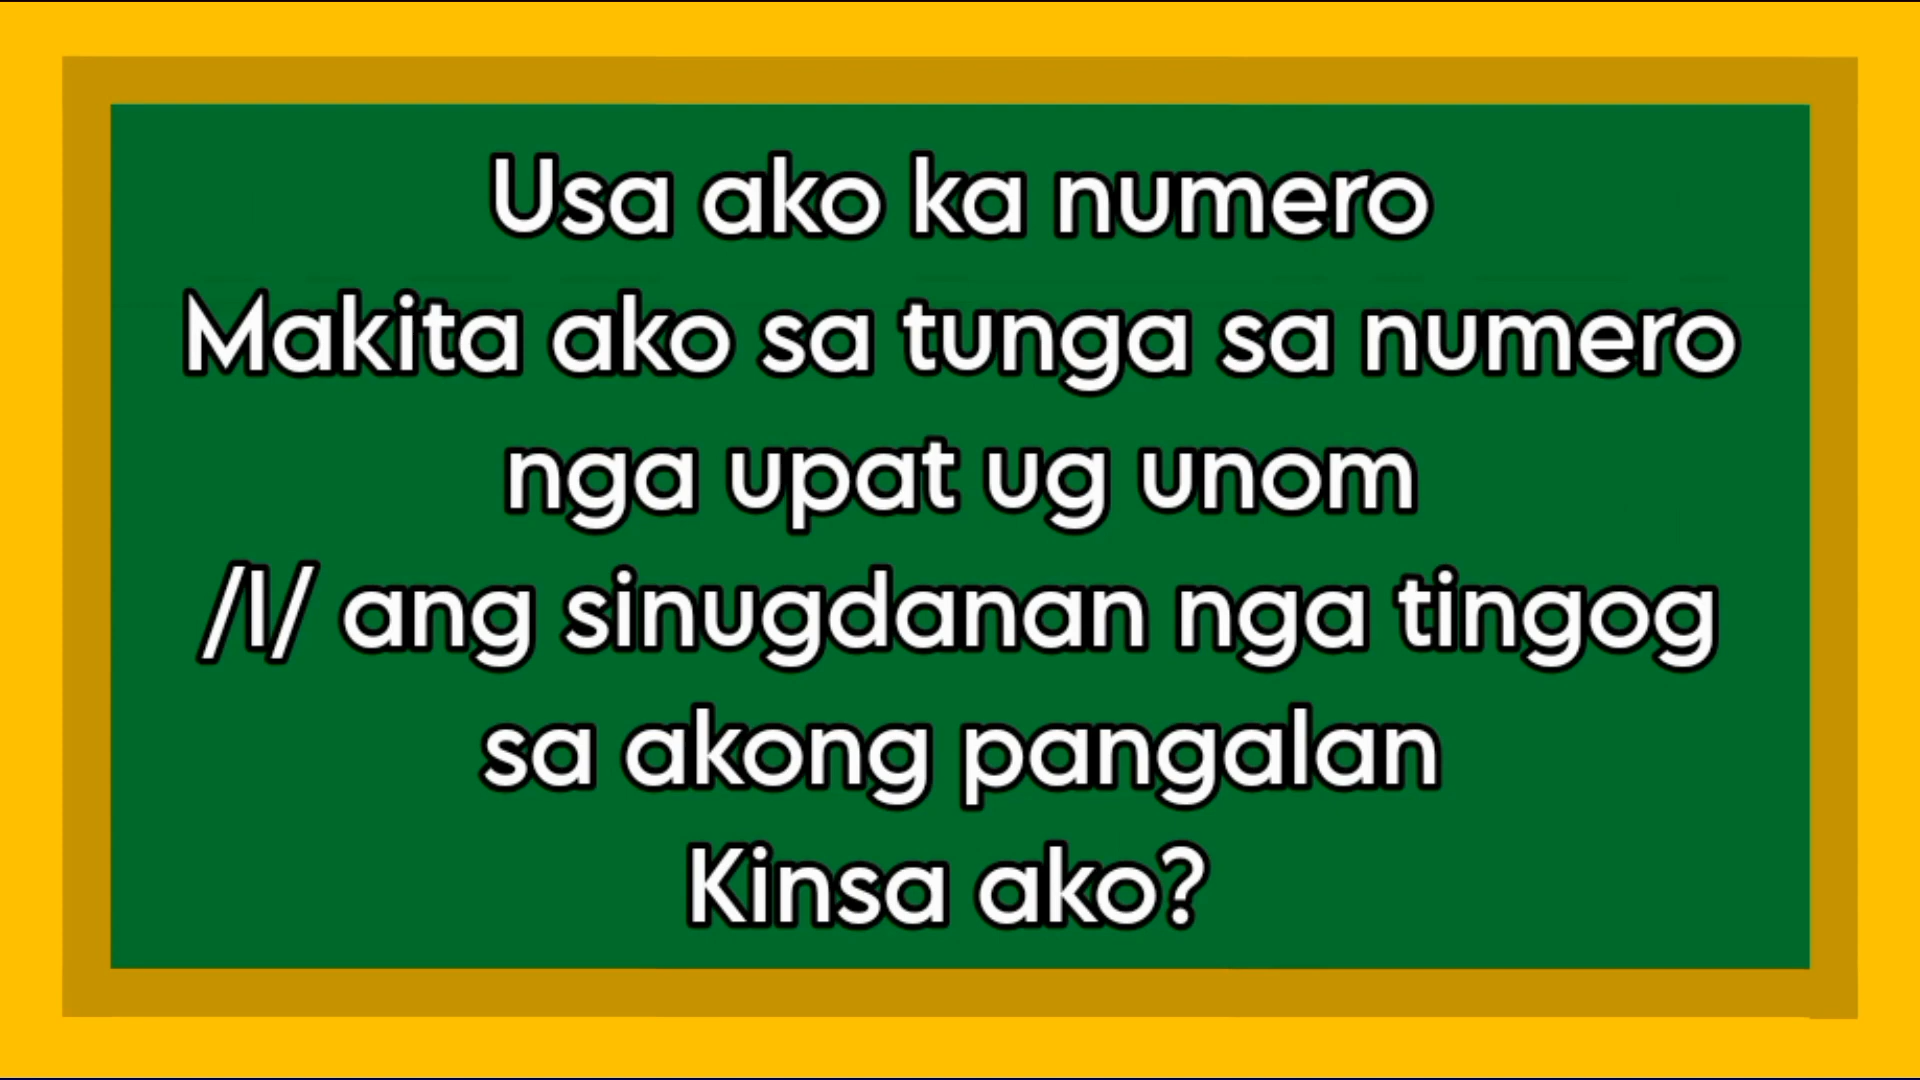 Usa ako ka numero
Makita ako sa tunga sa numero
nga upat ug unom
/l/ ang sinugdanan nga tingog
sa akong pangalan
Kinsa ako?